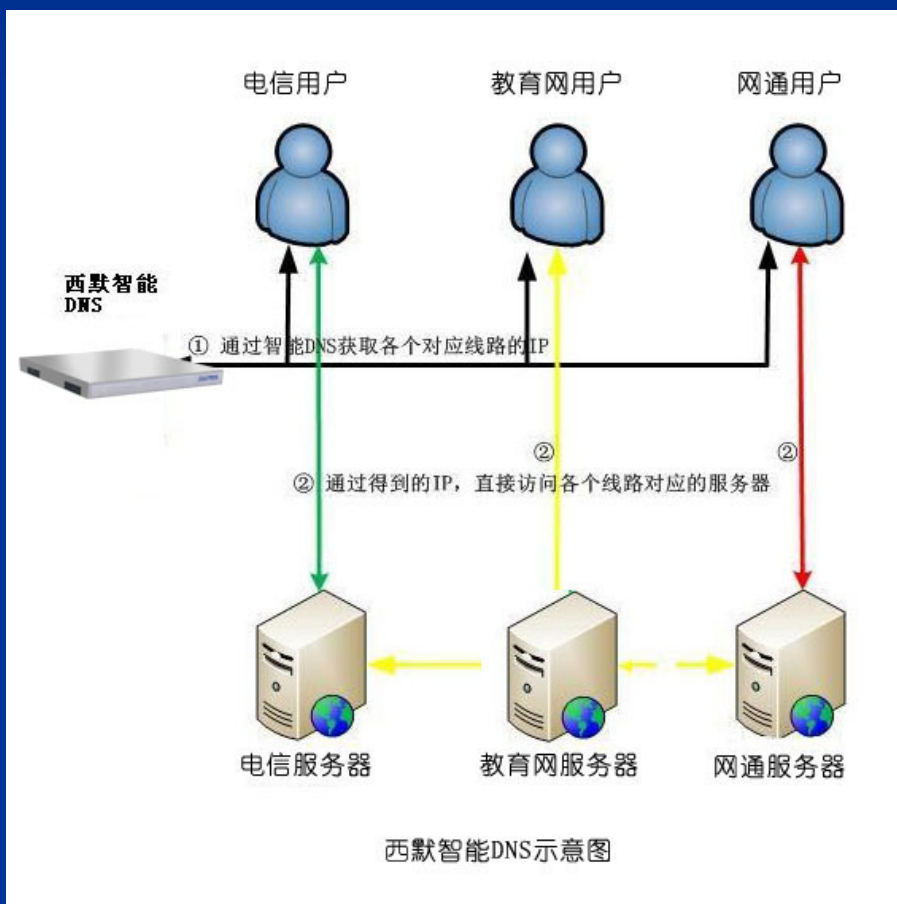 电信用户 教育网用户 网通用户
西默智能
DNS
① 通过智能DNS获取各个对应线路的IP
② ②
② 通过得到的IP，直接访问各个线路对应的服务器
电信服务器 教育网服务器 网通服务器
西默智能DNS示意图